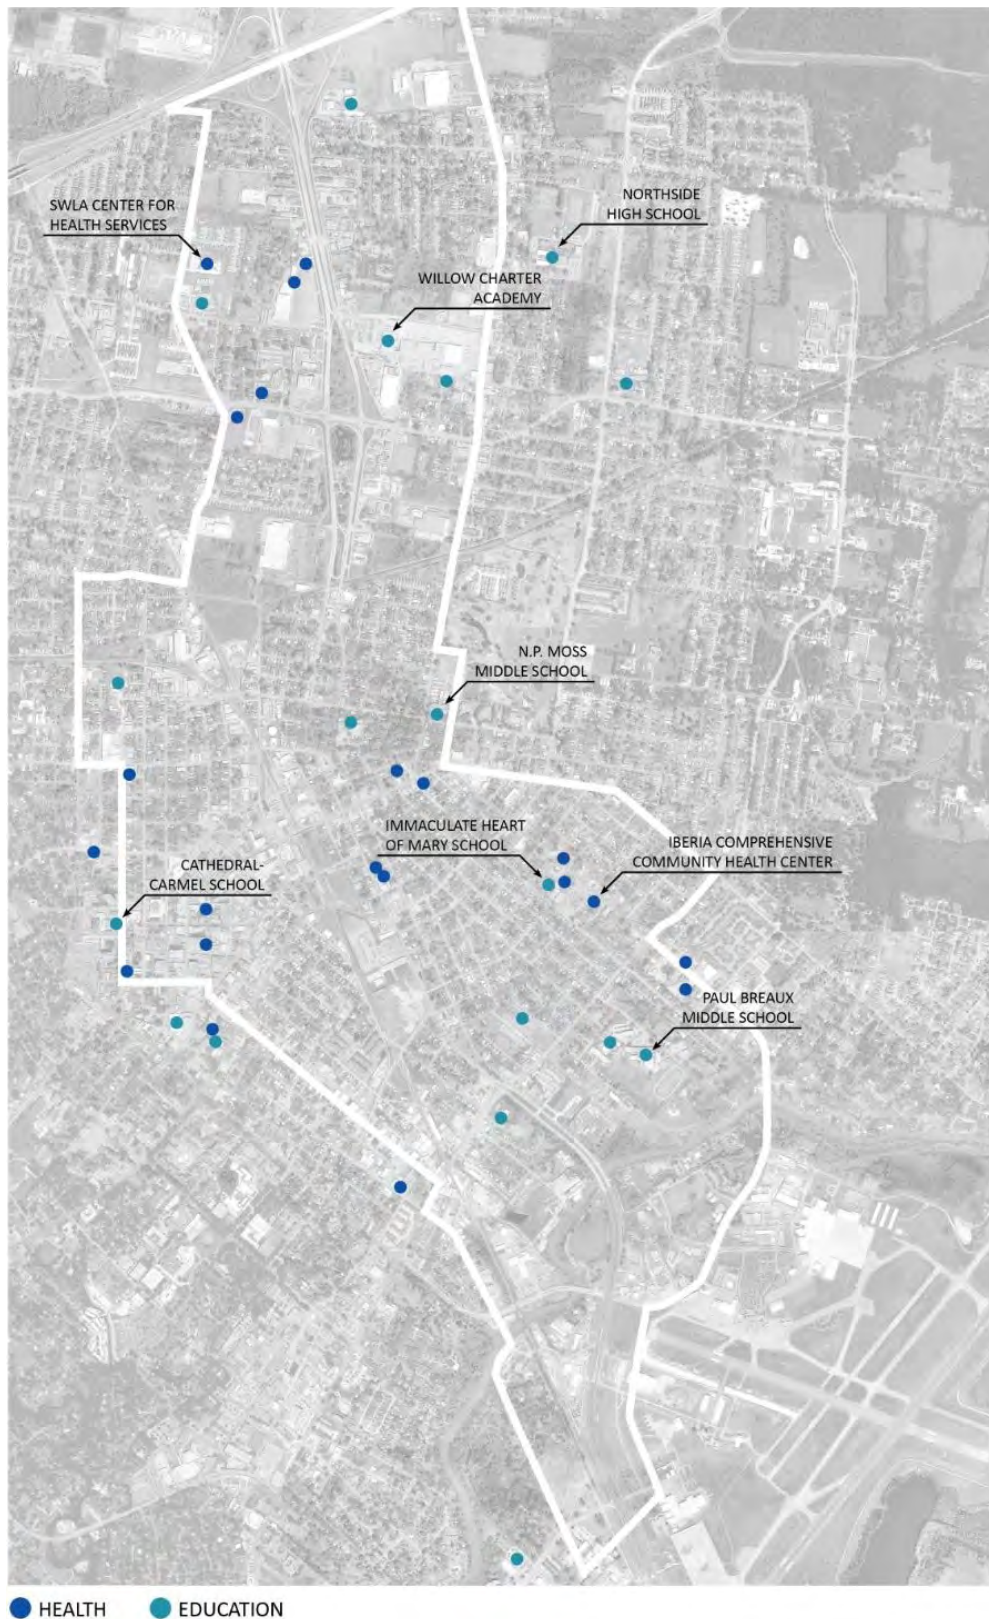 SWLA CENTER FOR
HEALTH SERVICES
NORTHSIDE
HIGH SCHOOL
WILLOW CHARTER
ACADEMY
N.P. MOSS
MIDDLE SCHOOL
IMMACULATE HEART
OF MARY SCHOOL
IBERIA COMPREHENSIVE
COMMUNITY HEALTH CENTER
CATHEDRAL-
CARMEL SCHOOL
PAUL BREAUX
MIDDLE SCHOOL
HEALTH
EDUCATION